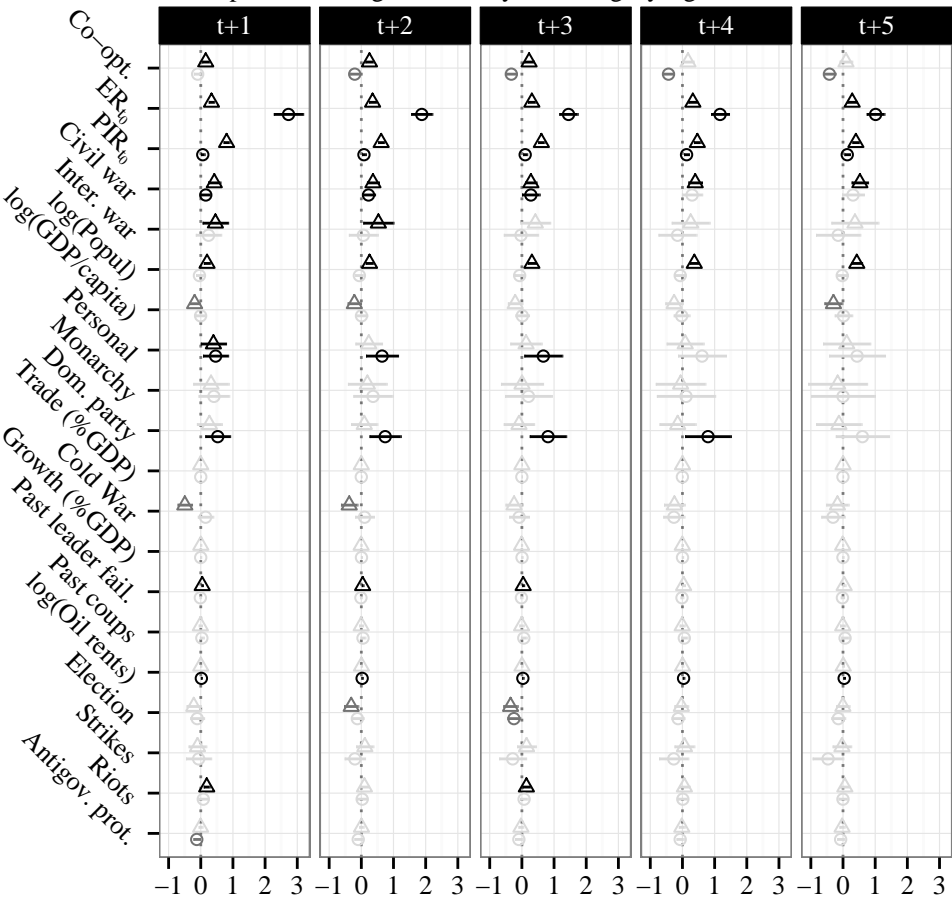 t+1 t+2 t+3 t+4 t+5
Co−opt.
ERt0
PIRt0
Civil war
Inter. war
log(Popul)
log(GDP/capita)
Personal
Monarchy
Dom. party
Trade (%GDP)
Cold War
Growth (%GDP)
Past leader fail.
Past coups
log(Oil rents)
Election
Strikes
Riots
Antigov. prot.
−1 0 1 2 3 −1 0 1 2 3 −1 0 1 2 3 −1 0 1 2 3 −1 0 1 2 3